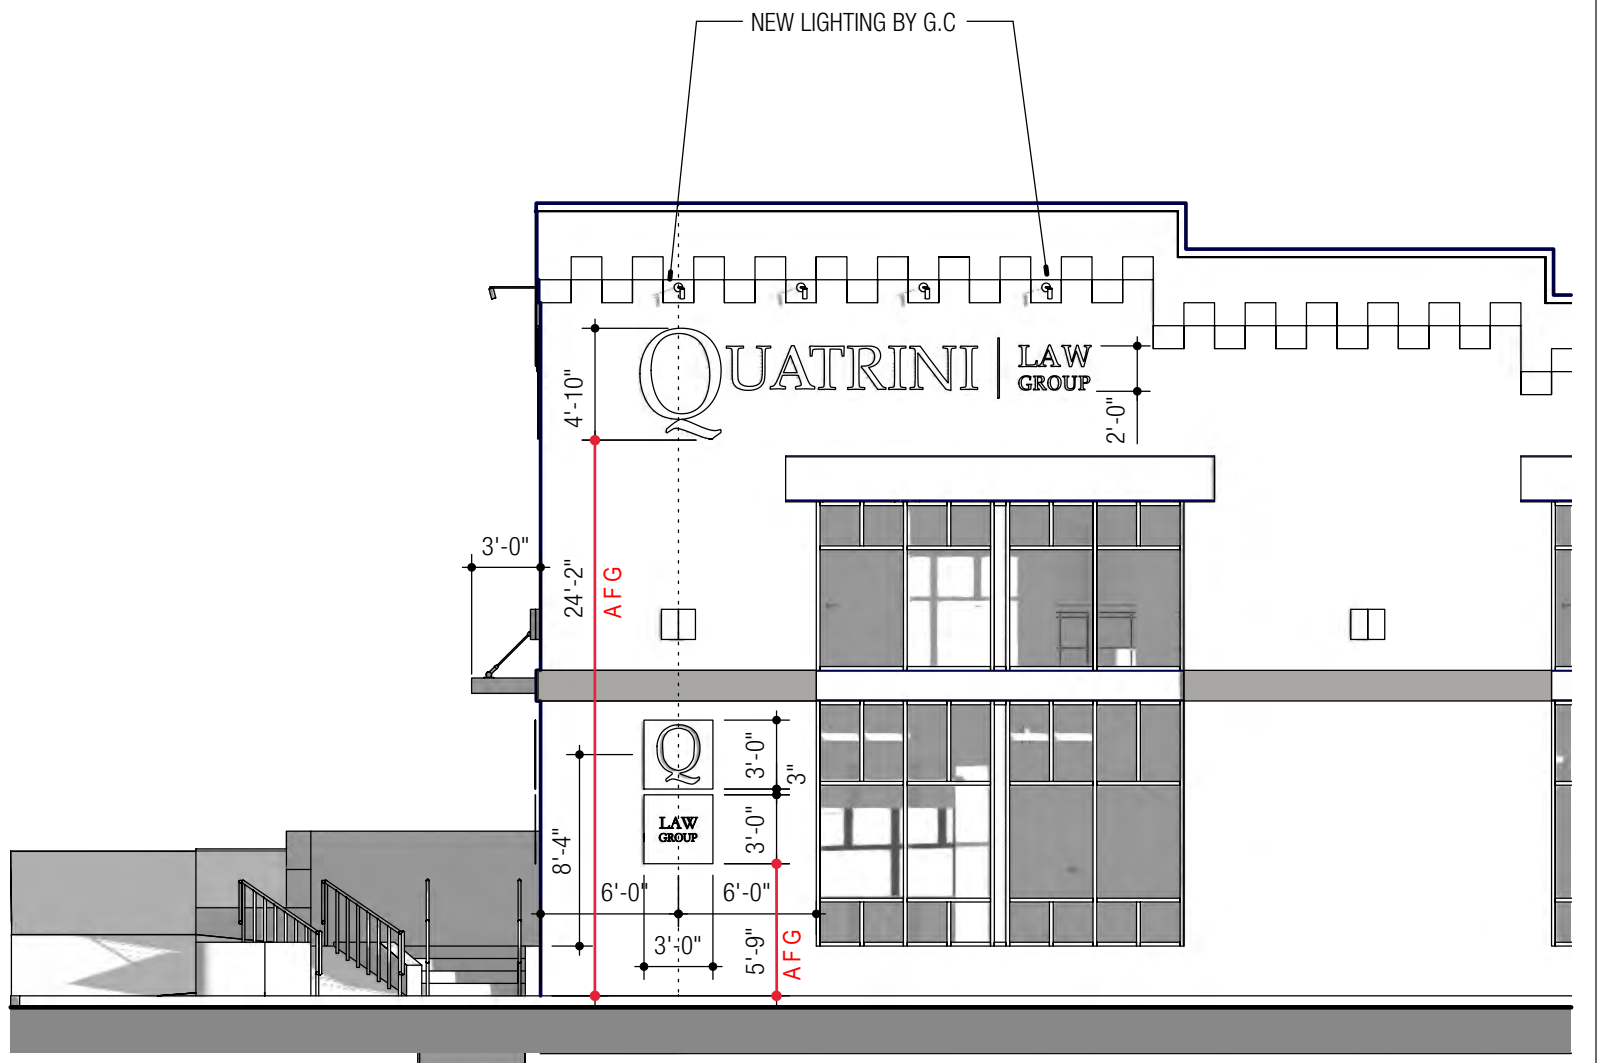 NEW LIGHTING BY G.C
QUATRINI
LAW
GROUP
4'-10"
2'-0"
3'-0"
24'-2"
AFG
Q
3'-0"
3"
LAW
GROUP
3'-0"
8'-4"
6'-0"
6'-0"
3'-0"
5'-9"
AFG